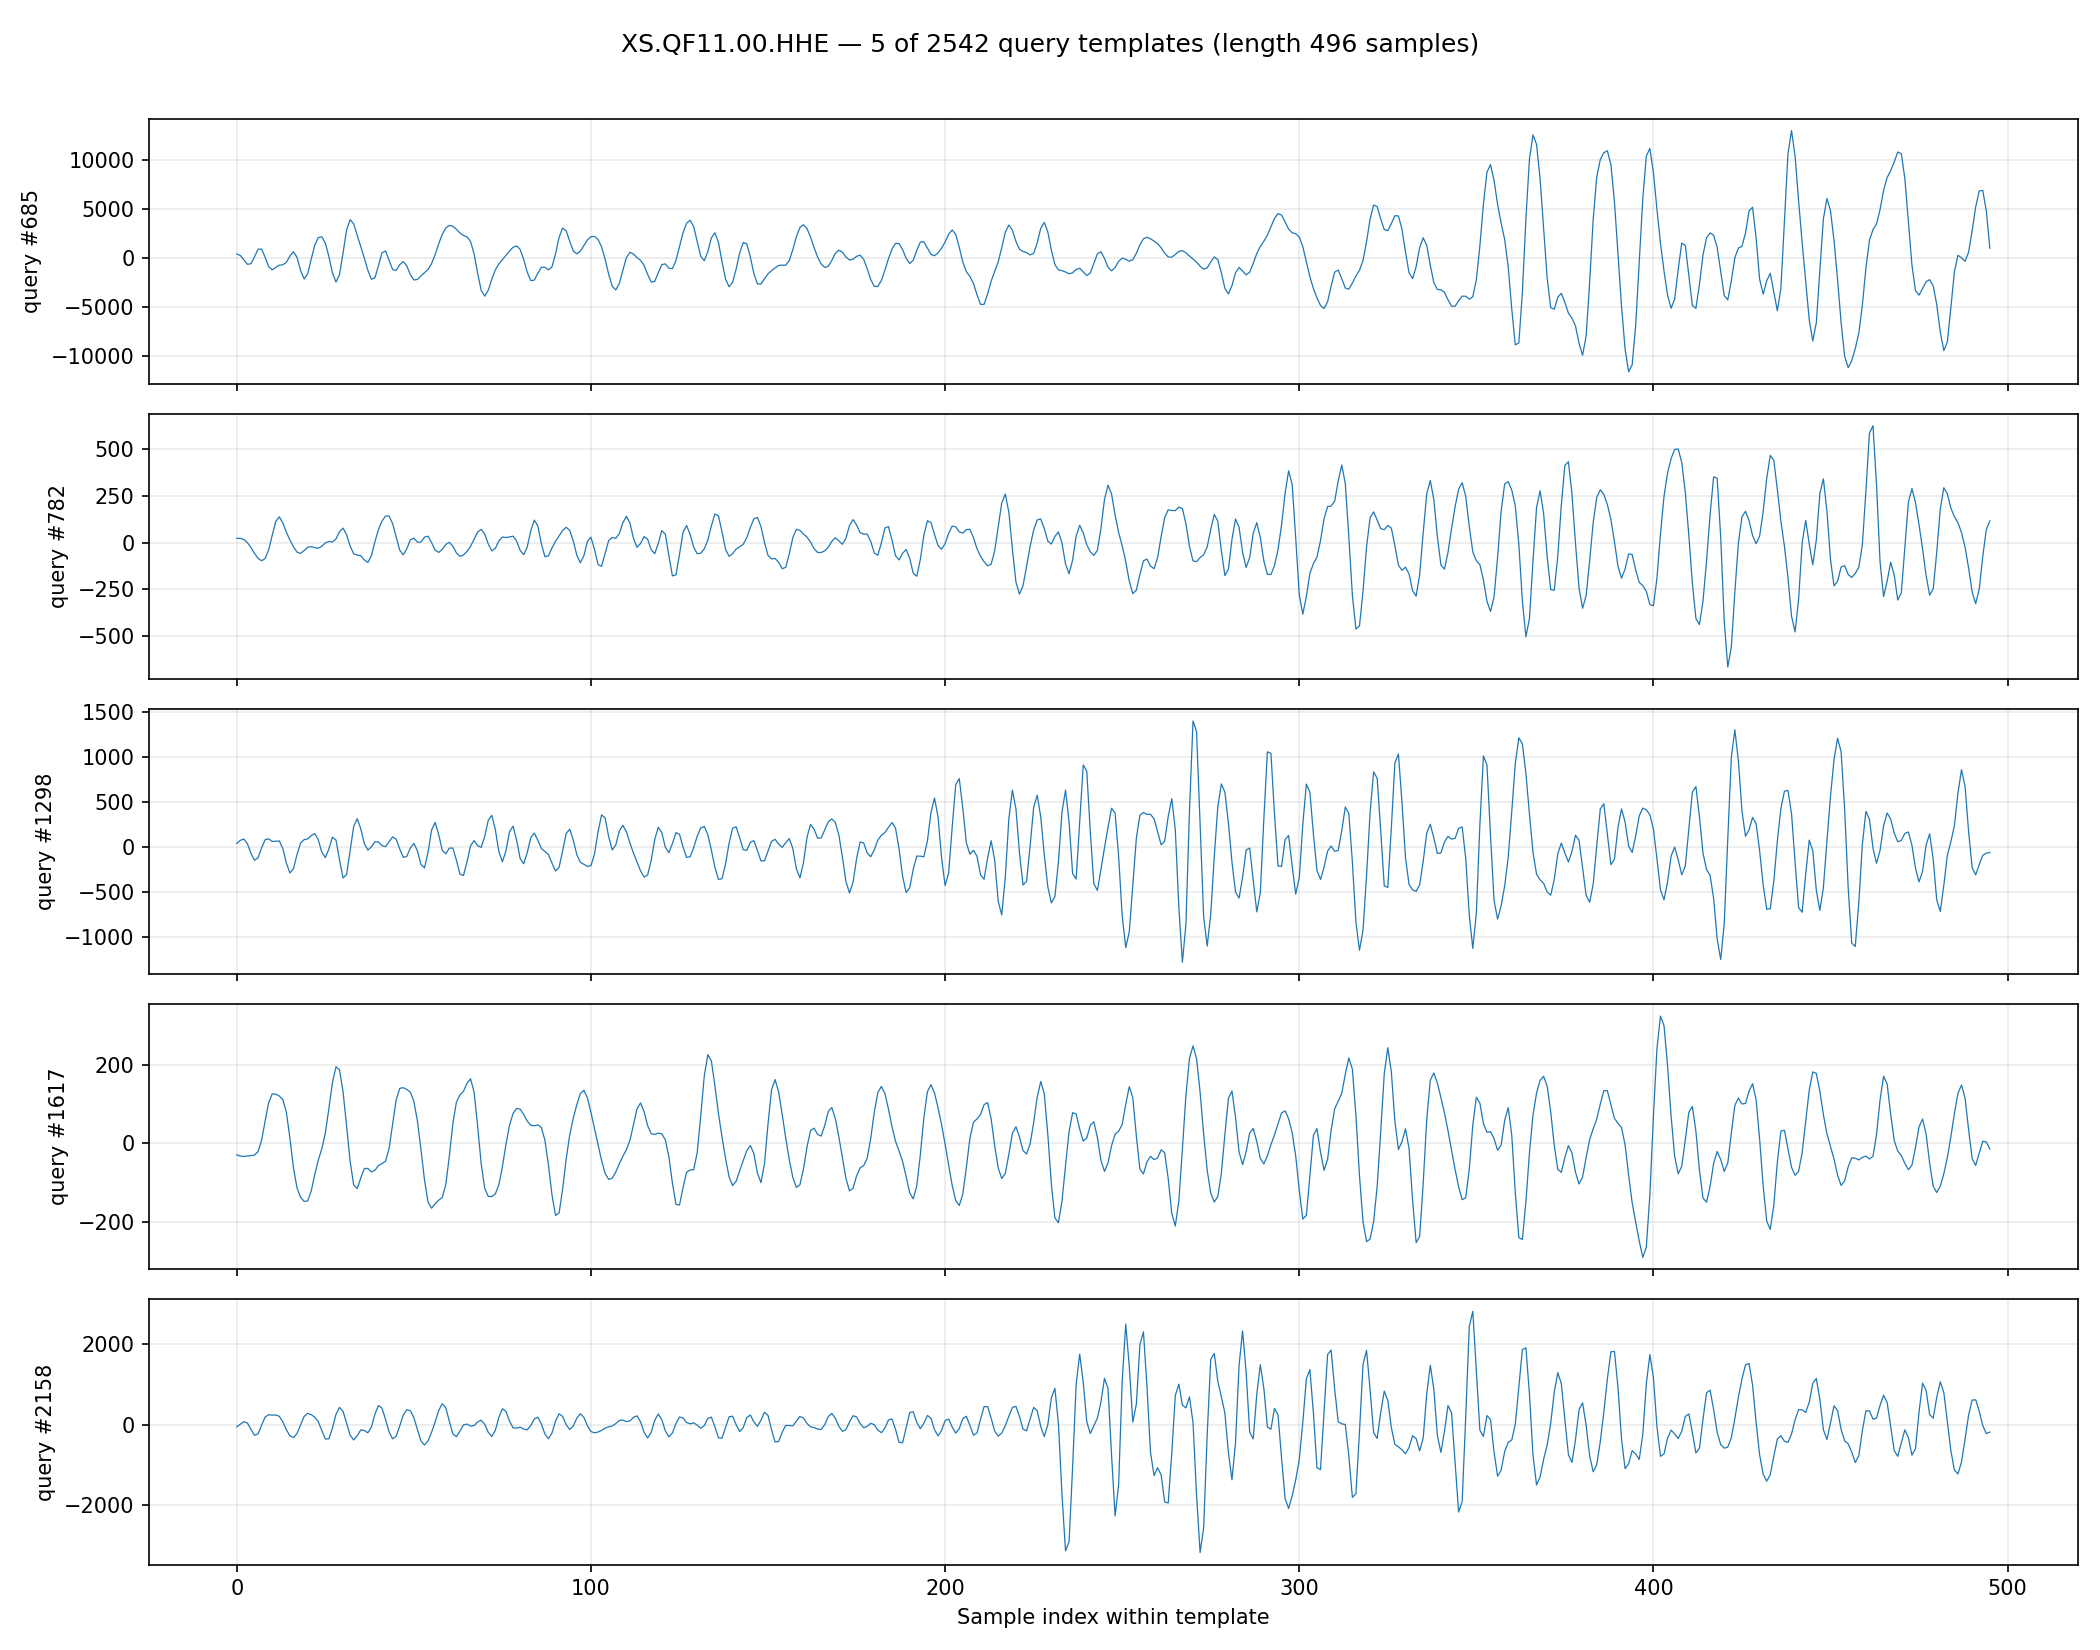 XS.QF11.00.HHE — 5 of 2542 query templates (length 496 samples)
query #685
10000
5000
0
−5000
−10000
query #782
500
250
0
−250
−500
query #1298
1500
1000
500
0
−500
−1000
query #1617
200
0
−200
query #2158
2000
0
−2000
0 100 200 300 400 500
Sample index within template